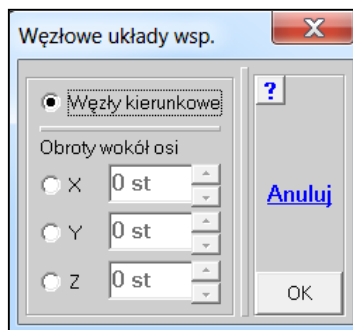 Węzłowe układy wsp.
X
Węzły kierunkowe
?
Obroty wokół osi
X 0 st
Anuluj
Y 0 st
Z 0 st
OK